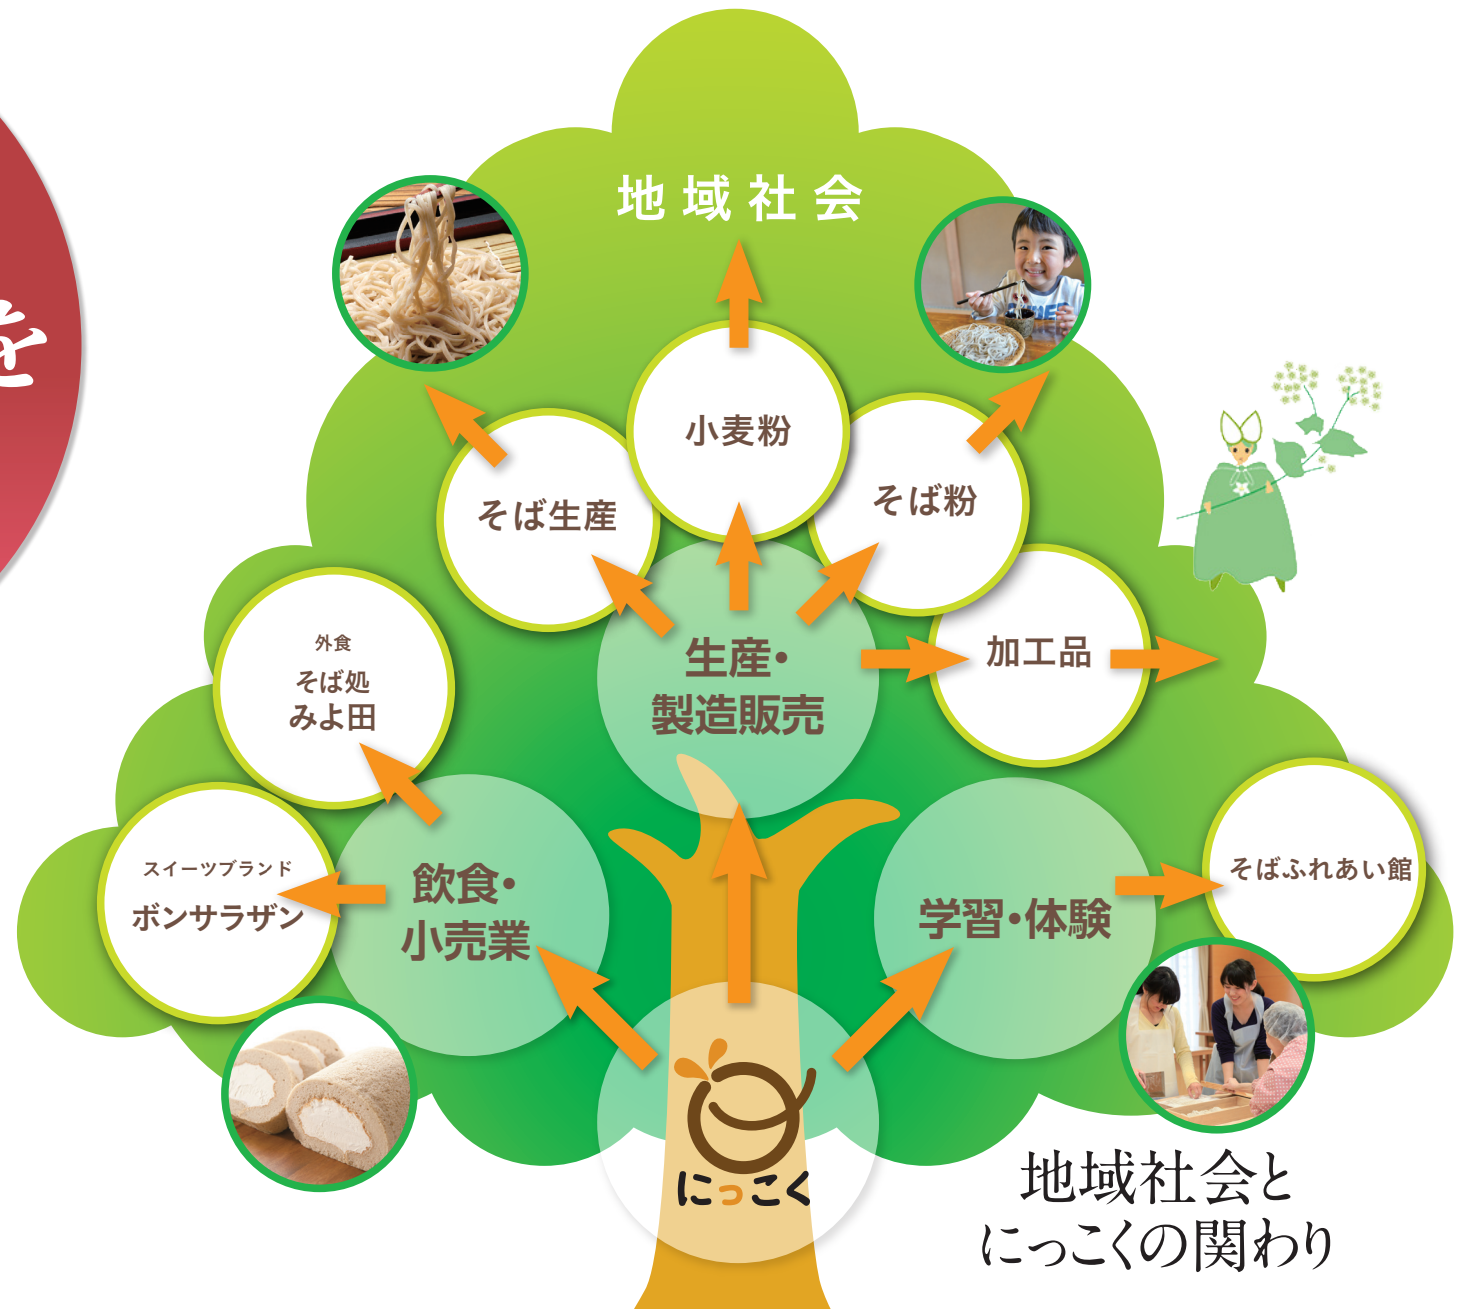 地域社会
を
小麦粉
そば粉
そば生産
外食
そば処
みよ田
生産・
製造販売
加工品
スイーツブランド
ボンサラザン
飲食・
小売業
学習・体験
そばふれあい館
にっこく
地域社会と
にっこくの関わり